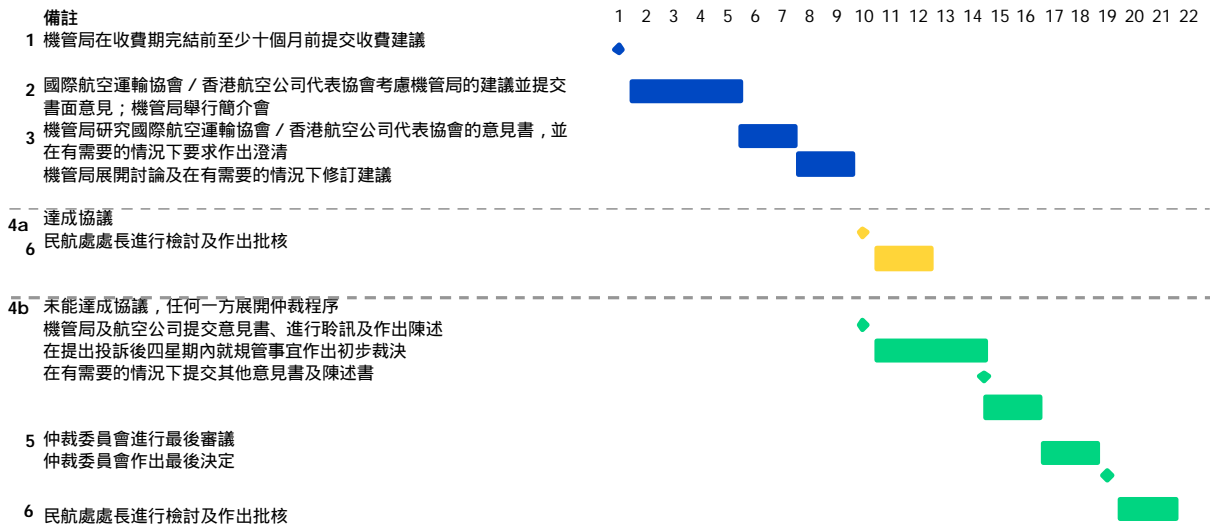 備註 1 2 3 4 5 6 7 8 9 10 11 12 13 14 15 16 17 18 19 20 21 22
1 機管局在收費期完結前至少十個月前提交收費建議
2 國際航空運輸協會 / 香港航空公司代表協會考慮機管局的建議並提交
書面意見；機管局舉行簡介會
3 機管局研究國際航空運輸協會 / 香港航空公司代表協會的意見書，並
在有需要的情況下要求作出澄清
機管局展開討論及在有需要的情況下修訂建議
4a 達成協議
6 民航處處長進行檢討及作出批核
4b 未能達成協議，任何一方展開仲裁程序
機管局及航空公司提交意見書、進行聆訊及作出陳述
在提出投訴後四星期內就規管事宜作出初步裁決
在有需要的情況下提交其他意見書及陳述書
5 仲裁委員會進行最後審議
仲裁委員會作出最後決定
6 民航處處長進行檢討及作出批核